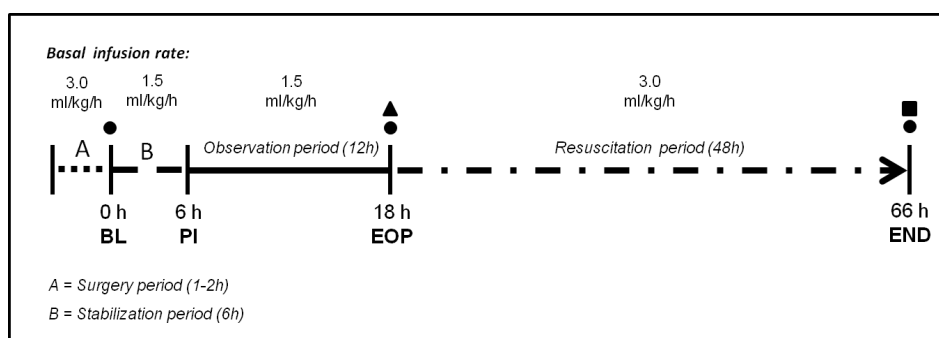 Basal infusion rate:
3.0 1.5 1.5 3.0
ml/kg/h ml/kg/h ml/kg/h ml/kg/h
A B Observation period (12h) Resuscitation period (48h)
0 h 6 h 18 h 66 h
BL PI EOP END
A = Surgery period (1-2h)
B = Stabilization period (6h)